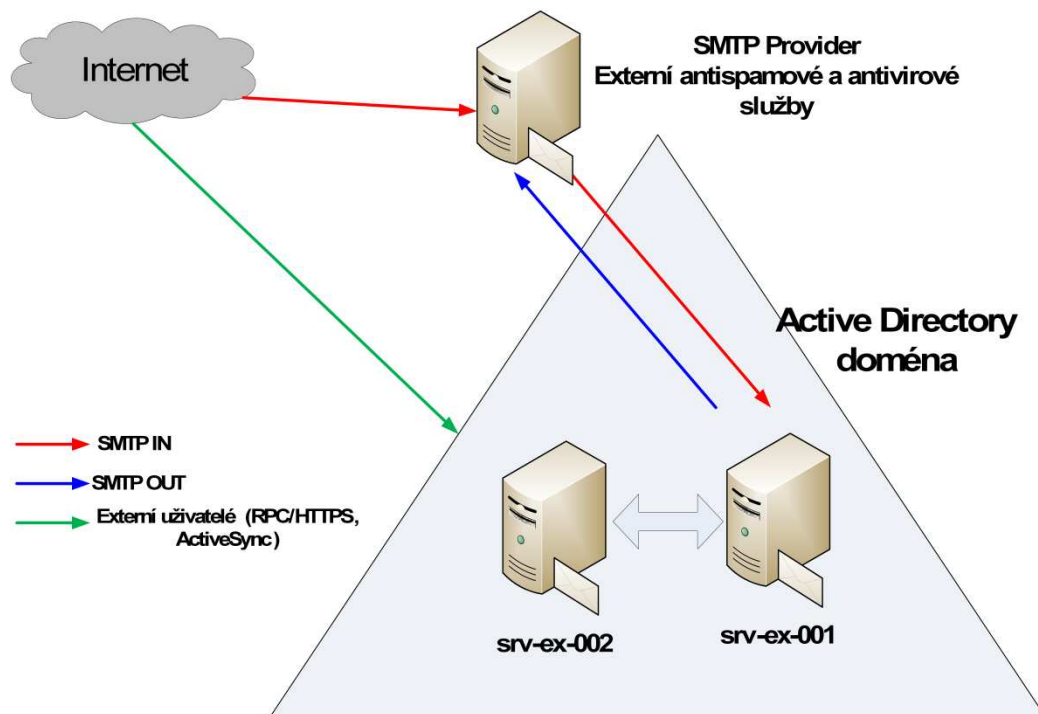 Internet
SMTP Provider
Externí antispamové a antivirové
služby
Active Directory
doména
SMTP IN
SMTP OUT
Externí uživatelé (RPC/HTTPS,
ActiveSync)
srv-ex-002
srv-ex-001